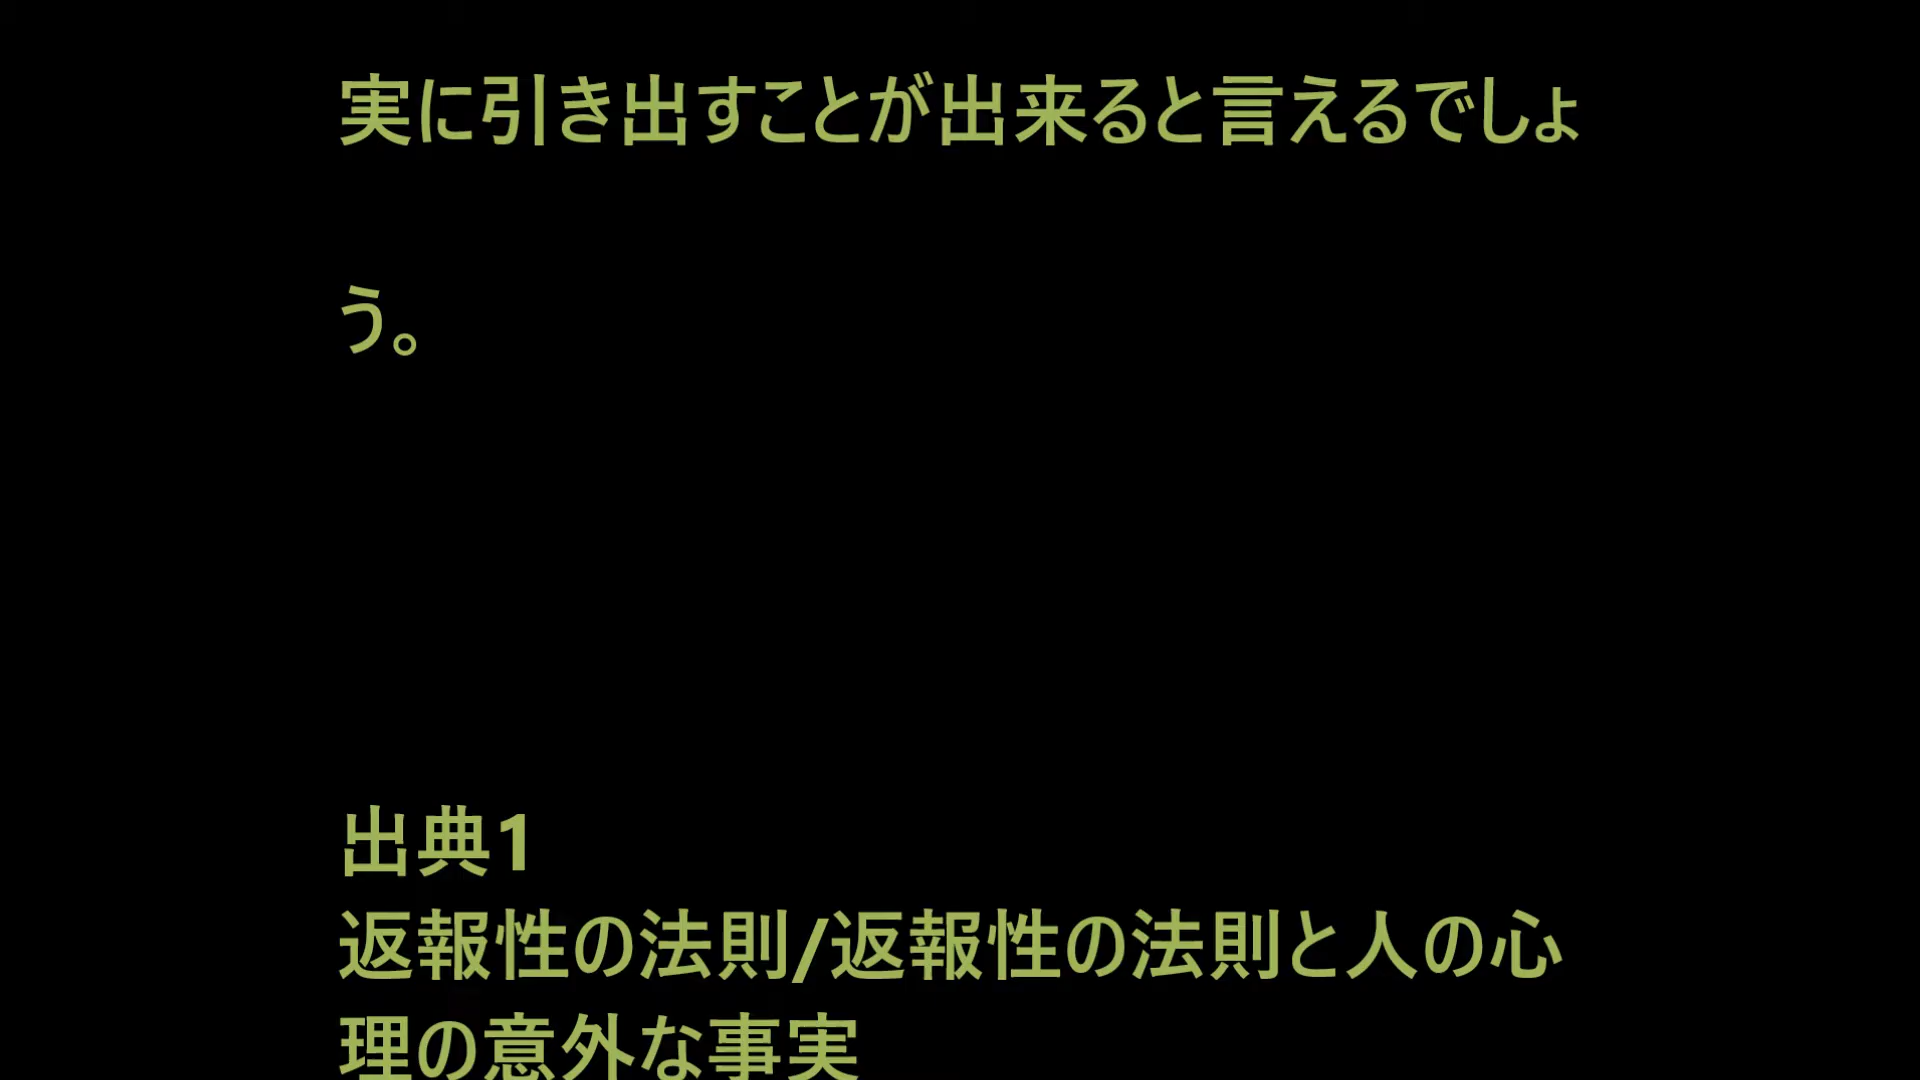 実に引き出すことが出来ると言えるでしょ
う。
出典1
返報性の法則/返報性の法則と人の心
理の意外な事実